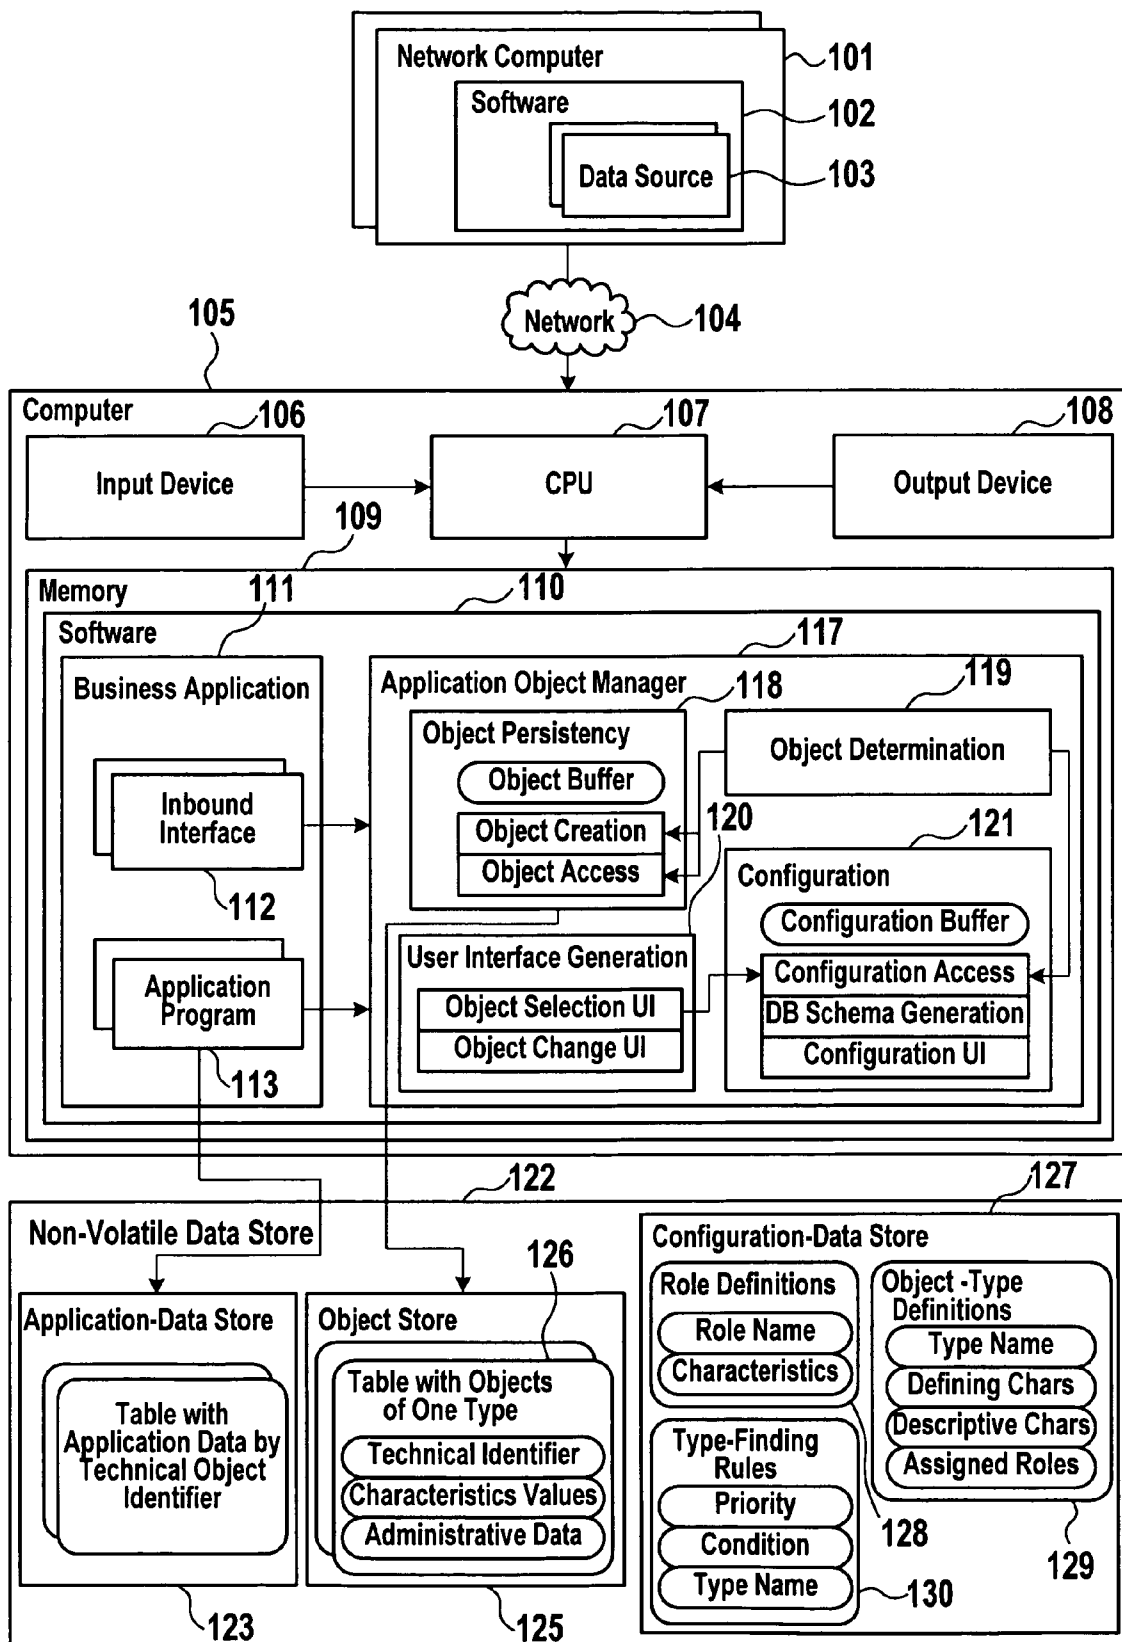 Network Computer
101
Software
102
Data Source
103
Network
104
105
Computer
106
107
108
Input Device
CPU
Output Device
109
Memory
111
110
Software
117
Business Application
Application Object Manager
118
119
Object Persistency
Object Determination
Object Buffer
120
Inbound
Interface
Object Creation
121
Object Access
Configuration
112
Configuration Buffer
User Interface Generation
Application
Program
Configuration Access
Object Selection UI
DB Schema Generation
Object Change UI
Configuration UI
113
122
127
Non-Volatile Data Store
Configuration-Data Store
126
Role Definitions
Object -Type
Definitions
Application-Data Store
Object Store
Role Name
Type Name
Characteristics
Table with Objects
of One Type
Defining Chars
Table with
Application Data by
Technical Object
Identifier
Type-Finding
Rules
Descriptive Chars
Technical Identifier
Assigned Roles
Characteristics Values
Priority
Administrative Data
Condition
128
129
Type Name
130
123
125